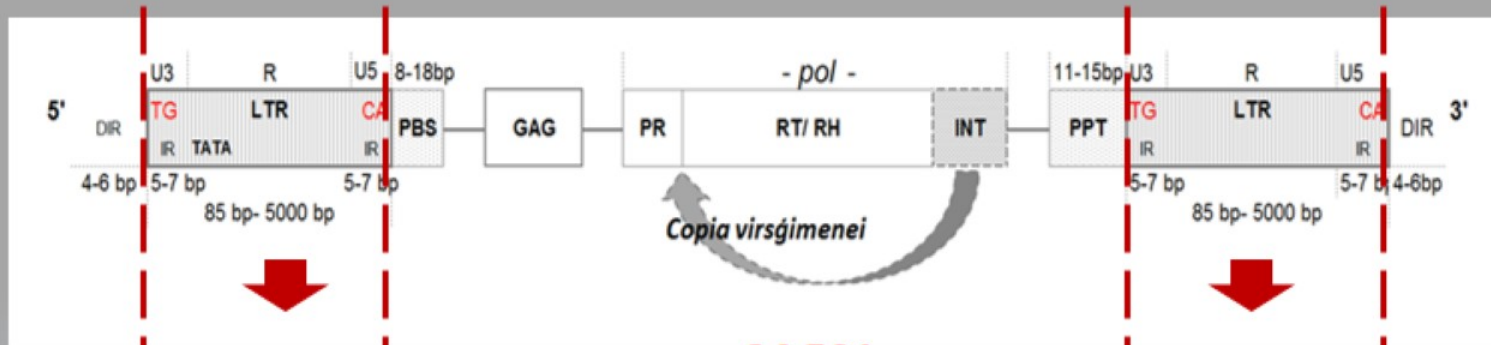 - pol -
U3 R U5 8-18bp 11-15bp U3 R U5
5' TG LTR CA TG LTR CA 3'
DIR PBS GAG PR RT/ RH INT PPT DIR
IR TATA IR IR IR
4-6 bp 5-7 bp 5-7 bp 5-7 bp 5-7 b 4-6bp
85 bp- 5000 bp 85 bp- 5000 bp
Copia virsģimenei